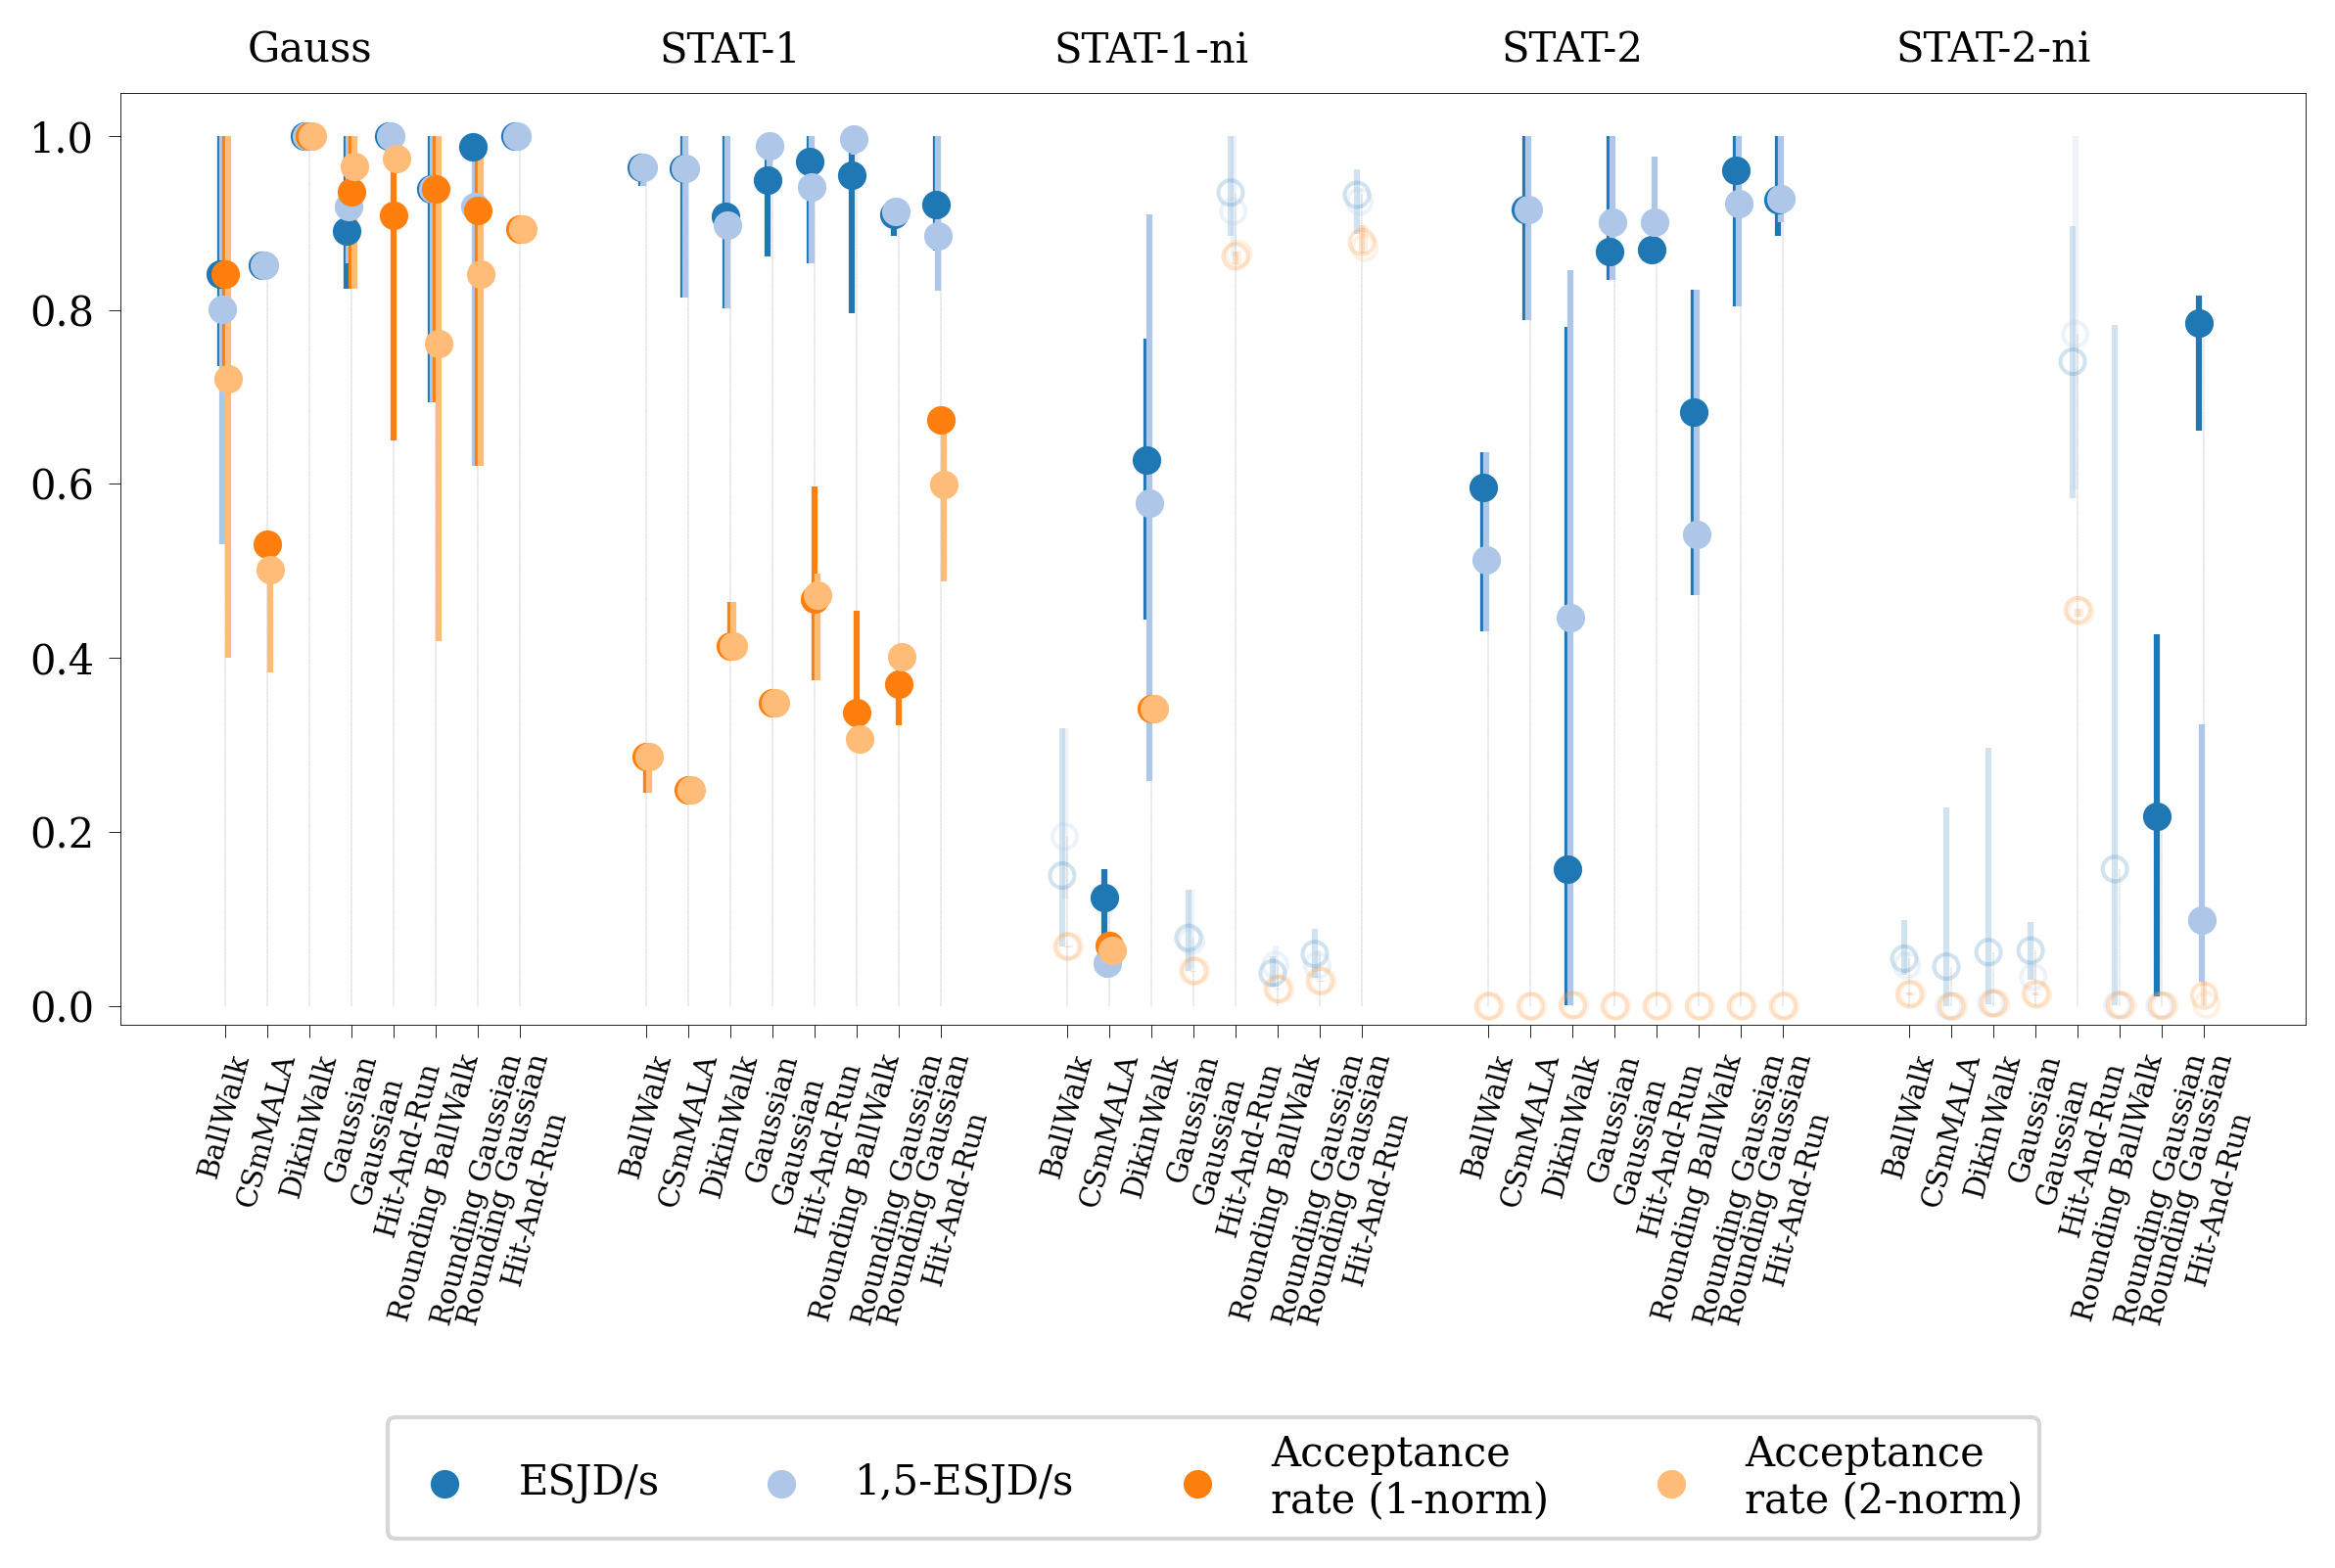 Gauss STAT-1 STAT-1-ni STAT-2 STAT-2-ni
1.0
0.8
0.6
0.4
0.2
0.0
BallWalk
CSmMALA
DikinWalk
Gaussian
Gaussian
Hit-And-Run
Rounding BallWalk
Rounding Gaussian
Rounding Gaussian
Hit-And-Run
BallWalk
CSmMALA
DikinWalk
Gaussian
Gaussian
Hit-And-Run
Rounding BallWalk
Rounding Gaussian
Rounding Gaussian
Hit-And-Run
BallWalk
CSmMALA
DikinWalk
Gaussian
Gaussian
Hit-And-Run
Rounding BallWalk
Rounding Gaussian
Rounding Gaussian
Hit-And-Run
BallWalk
CSmMALA
DikinWalk
Gaussian
Gaussian
Hit-And-Run
Rounding BallWalk
Rounding Gaussian
Rounding Gaussian
Hit-And-Run
BallWalk
CSmMALA
DikinWalk
Gaussian
Gaussian
Hit-And-Run
Rounding BallWalk
Rounding Gaussian
Rounding Gaussian
Hit-And-Run
ESJD/s
1,5-ESJD/s
Acceptance
rate (1-norm)
Acceptance
rate (2-norm)